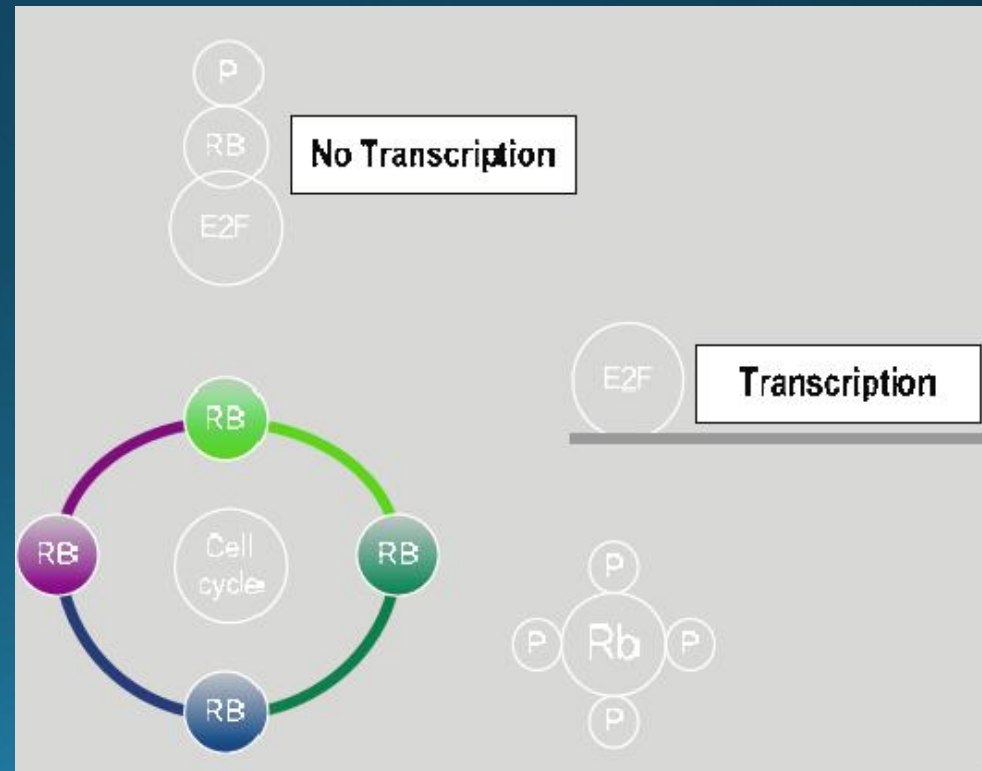 P
RB
No Transcription
E2F
E2F
Transcription
RB
RB
Cell
cycle
RB
P
P
Rb
P
P
RB